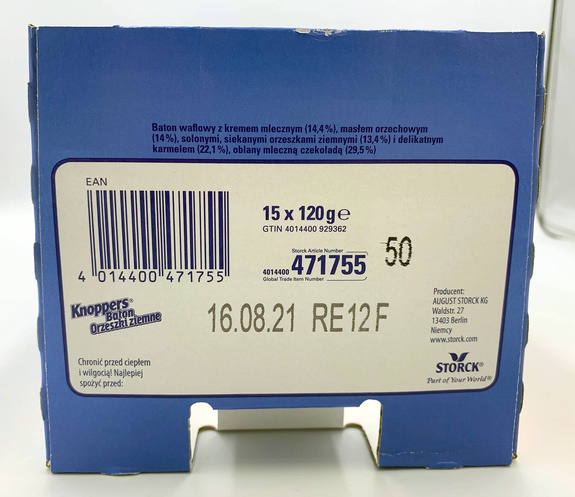 Baton waflowy z kremem mlecznym (14,4%), masłem orzechowym
(14%), solonymi, siekanymi orzeszkami ziemnymi (13,4%) i delikatnym
karmelem (22,1%), oblany mleczną czekoladą (29,5%)
EAN
4 014400 471755
15 x 120g℮
GTIN 4014400 929362
Storck Article Number
4014400 471755
Global Trade Item Number
50
Knoppers®
Baton
Orzeszki ziemne
16.08.21 RE12F
Chronić przed ciepłem
i wilgocią! Najlepiej
spożyć przed:
Producent:
AUGUST STORCK KG
Waldstr. 27
13403 Berlin
Niemcy
www.storck.com
STORCK®
Part of Your World®